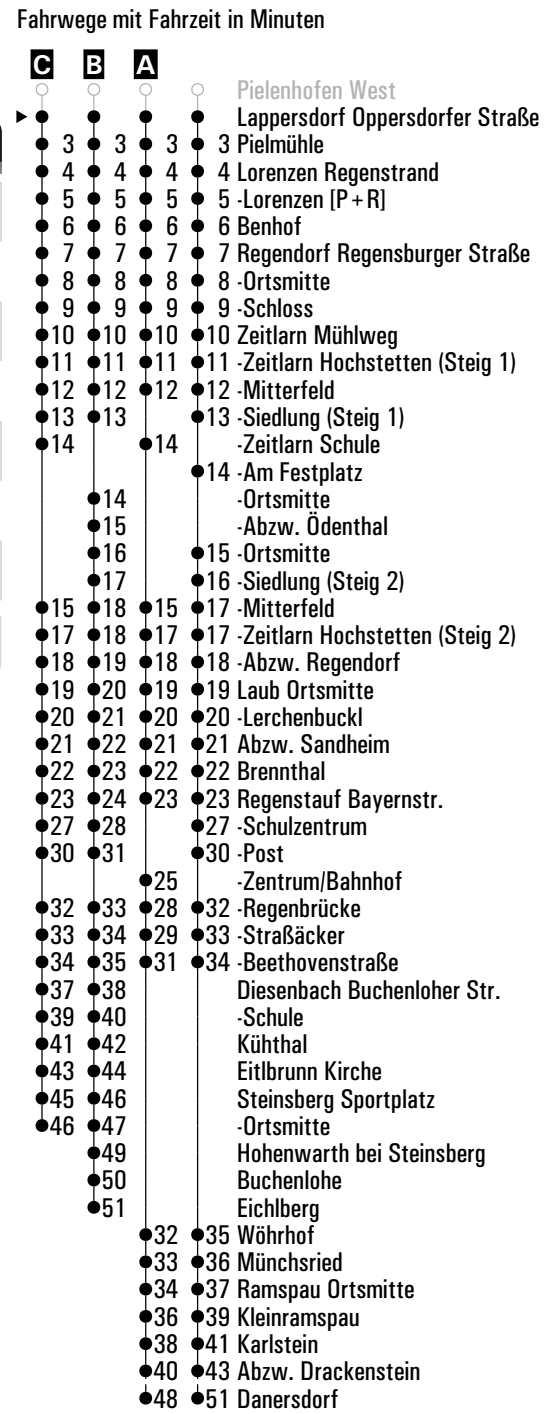 Fahrwege mit Fahrzeit in Minuten
C B A
Pielenhofen West
Lappersdorf Oppersdorfer Straße
3 3 3 3 Pielmühle
4 4 4 4 Lorenzen Regenstrand
5 5 5 5 -Lorenzen [P+R]
6 6 6 6 Benhof
7 7 7 7 Regendorf Regensburger Straße
8 8 8 8 -Ortsmitte
9 9 9 9 -Schloss
10 10 10 10 Zeitlarn Mühlweg
11 11 11 11 -Zeitlarn Hochstetten (Steig 1)
12 12 12 12 -Mitterfeld
13 13 13 -Siedlung (Steig 1)
14 14 -Zeitlarn Schule
14 -Am Festplatz
14 -Ortsmitte
15 -Abzw. Ödenthal
16 15 -Ortsmitte
17 16 -Siedlung (Steig 2)
15 18 15 17 -Mitterfeld
17 18 17 17 -Zeitlarn Hochstetten (Steig 2)
18 19 18 18 -Abzw. Regendorf
19 20 19 19 Laub Ortsmitte
20 21 20 20 -Lerchenbuckl
21 22 21 21 Abzw. Sandheim
22 23 22 22 Brennthal
23 24 23 23 Regenstauf Bayernstr.
27 28 27 -Schulzentrum
30 31 30 -Post
25 -Zentrum/Bahnhof
32 33 28 32 -Regenbrücke
33 34 29 33 -Straßäcker
34 35 31 34 -Beethovenstraße
37 38 Diesenbach Buchenloher Str.
39 40 -Schule
41 42 Kühthal
43 44 Eitlbrunn Kirche
45 46 Steinsberg Sportplatz
46 47 -Ortsmitte
49 Hohenwarth bei Steinsberg
50 Buchenlohe
51 Eichlberg
32 35 Wöhrhof
33 36 Münchsried
34 37 Ramspau Ortsmitte
36 39 Kleinramspau
38 41 Karlstein
40 43 Abzw. Drackenstein
48 51 Danersdorf